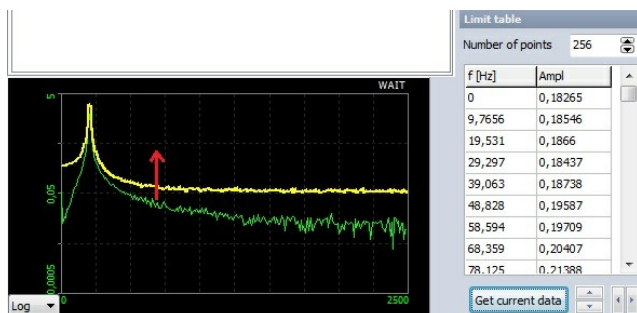 Limit table
Number of points 256
f [Hz] Ampl
0 0,18265
9,7656 0,18546
19,531 0,1866
29,297 0,18437
39,063 0,18738
48,828 0,19587
58,594 0,19709
68,359 0,20407
78,125 0,21388
Get current data
WAIT
5
0,05
0,0005
Log
0
2500